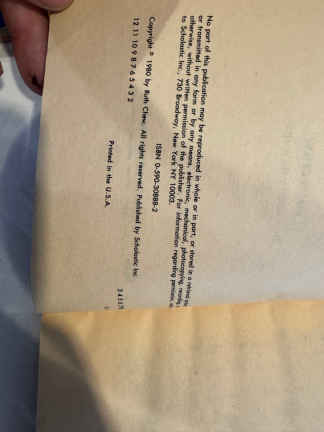 No part of this publication may be reproduced in whole or in part, or stored in a retrieval
or transmitted in any form or by any means, electronic, mechanical, photocopying, recording
otherwise, without written permission of the publisher. For information regarding permission,
to Scholastic Inc., 730 Broadway, New York, NY 10003.
ISBN 0-590-30888-2
Copyright © 1980 by Ruth Chew. All rights reserved. Published by Scholastic Inc.
12 11 10 9 8 7 6 5 4 3 2
Printed in the U.S.A.